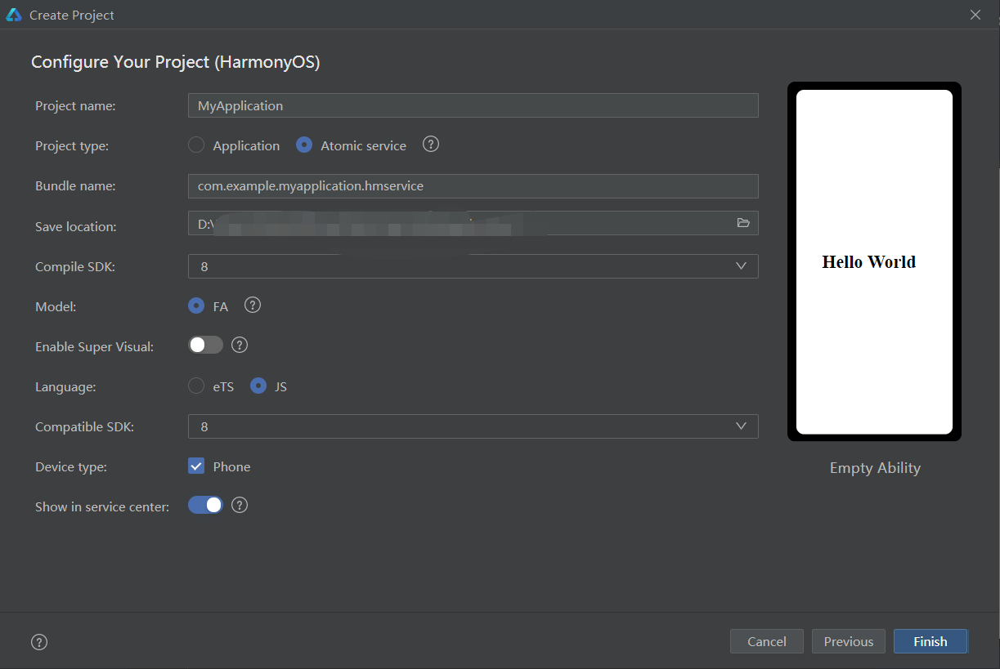 Create Project
Configure Your Project (HarmonyOS)
Project name: MyApplication
Project type: Application Atomic service ?
Bundle name: com.example.myapplication.hmservice
Save location: D:\
Compile SDK: 8
Model: FA ?
Enable Super Visual: ?
Language: eTS JS
Compatible SDK: 8
Device type: Phone
Show in service center: ?
Hello World
Empty Ability
? Cancel Previous Finish